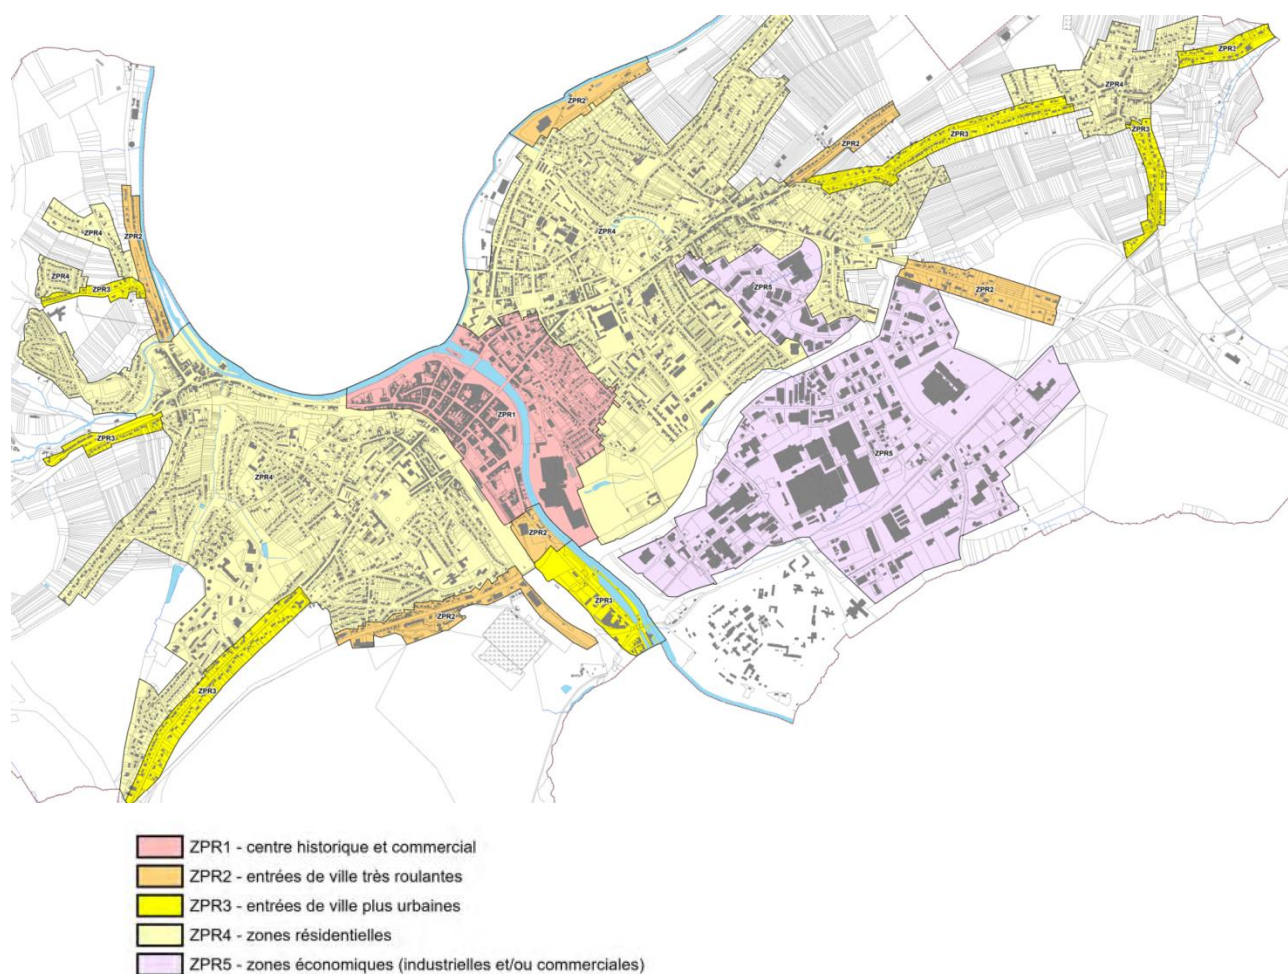 ZPR3
ZPR4
ZPR2
ZPR3
ZPR3
ZPR2
ZPR4
ZPR4
ZPR2
ZPR4
ZPR3
ZPR5
ZPR2
ZPR1
ZPR3
ZPR5
ZPR4
ZPR2
ZPR3
ZPR2
ZPR3
ZPR1 - centre historique et commercial
ZPR2 - entrées de ville très roulantes
ZPR3 - entrées de ville plus urbaines
ZPR4 - zones résidentielles
ZPR5 - zones économiques (industrielles et/ou commerciales)